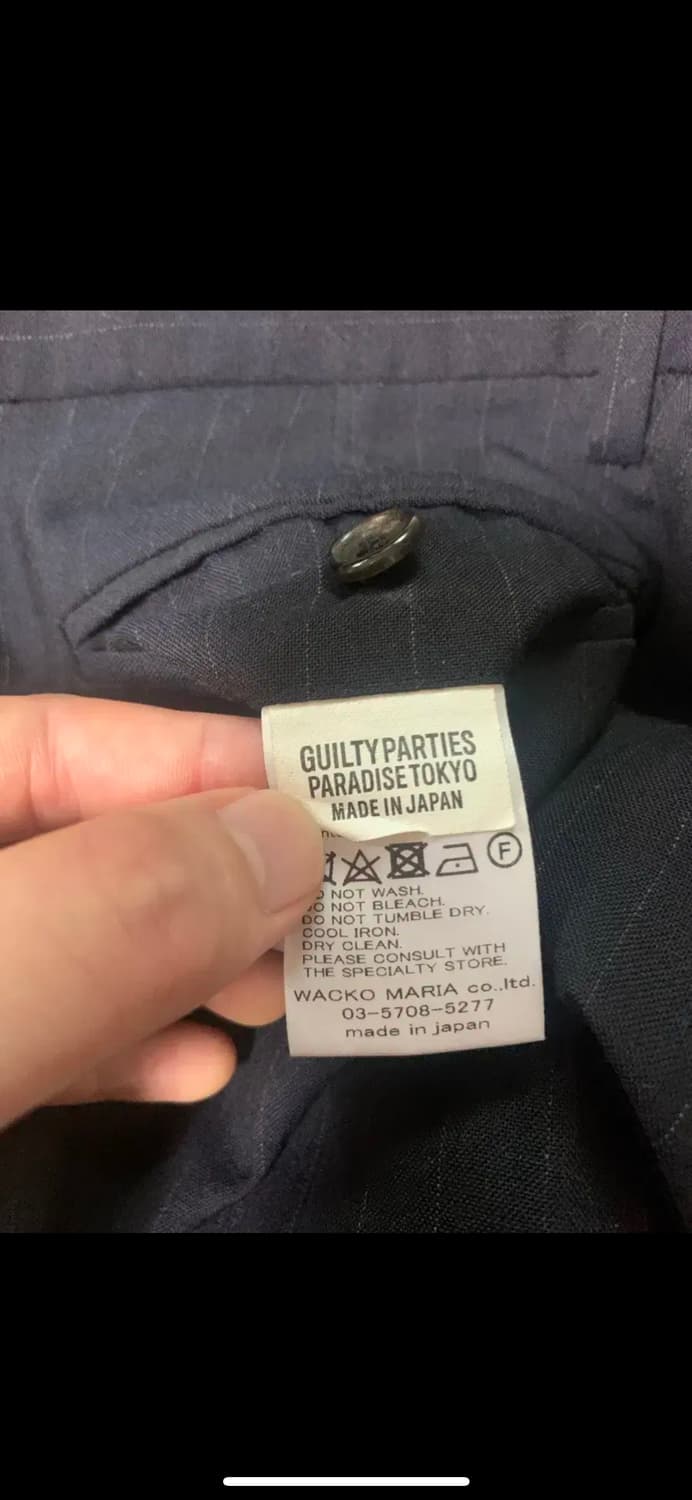 GUILTY PARTIES
PARADISE TOKYO
MADE IN JAPAN
F
NOT WASH.
NOT BLEACH.
DO NOT TUMBLE DRY.
COOL IRON.
DRY CLEAN.
PLEASE CONSULT WITH
THE SPECIALTY STORE.
WACKO MARIA co.,ltd.
03-5708-5277
made in japan